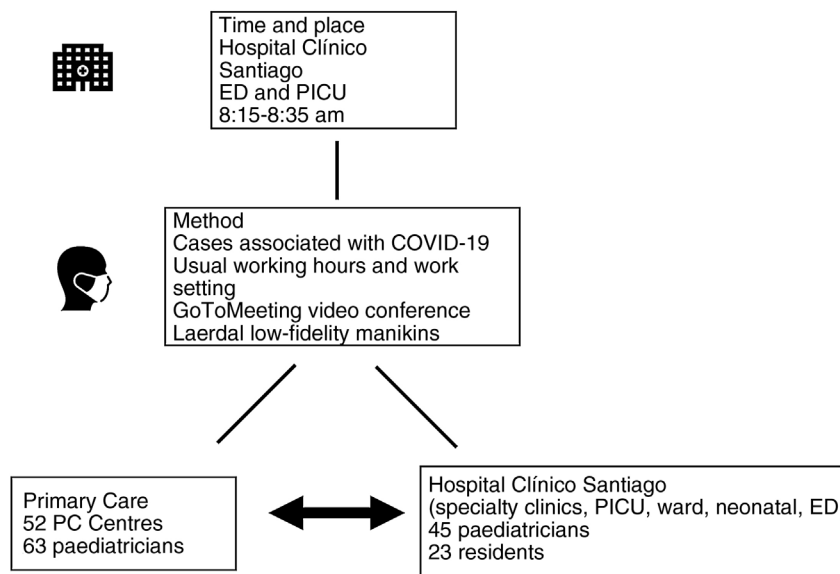 Time and place
Hospital Clínico
Santiago
ED and PICU
8:15-8:35 am
Method
Cases associated with COVID-19
Usual working hours and work
setting
GoToMeeting video conference
Laerdal low-fidelity manikins
Primary Care
52 PC Centres
63 paediatricians
Hospital Clínico Santiago
(specialty clinics, PICU, ward, neonatal, ED
45 paediatricians
23 residents